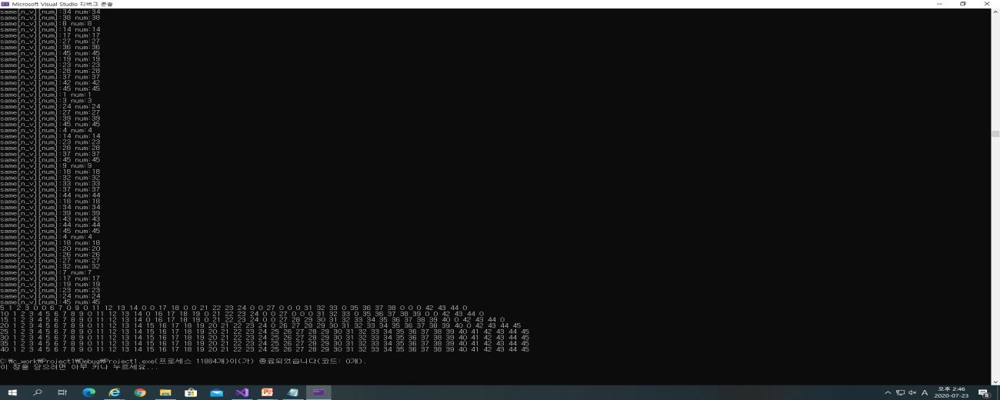 Microsoft Visual Studio 디버그 콘솔
same[n_v][num]:34 num:34
same[n_v][num]:38 num:38
same[n_v][num]:8 num:8
same[n_v][num]:14 num:14
same[n_v][num]:17 num:17
same[n_v][num]:27 num:27
same[n_v][num]:36 num:36
same[n_v][num]:45 num:45
same[n_v][num]:19 num:19
same[n_v][num]:23 num:23
same[n_v][num]:28 num:28
same[n_v][num]:37 num:37
same[n_v][num]:42 num:42
same[n_v][num]:45 num:45
same[n_v][num]:1 num:1
same[n_v][num]:3 num:3
same[n_v][num]:24 num:24
same[n_v][num]:27 num:27
same[n_v][num]:39 num:39
same[n_v][num]:45 num:45
same[n_v][num]:4 num:4
same[n_v][num]:14 num:14
same[n_v][num]:23 num:23
same[n_v][num]:28 num:28
same[n_v][num]:37 num:37
same[n_v][num]:45 num:45
same[n_v][num]:9 num:9
same[n_v][num]:18 num:18
same[n_v][num]:32 num:32
same[n_v][num]:33 num:33
same[n_v][num]:37 num:37
same[n_v][num]:44 num:44
same[n_v][num]:18 num:18
same[n_v][num]:34 num:34
same[n_v][num]:39 num:39
same[n_v][num]:43 num:43
same[n_v][num]:44 num:44
same[n_v][num]:45 num:45
same[n_v][num]:4 num:4
same[n_v][num]:18 num:18
same[n_v][num]:20 num:20
same[n_v][num]:26 num:26
same[n_v][num]:27 num:27
same[n_v][num]:32 num:32
same[n_v][num]:7 num:7
same[n_v][num]:17 num:17
same[n_v][num]:19 num:19
same[n_v][num]:23 num:23
same[n_v][num]:24 num:24
same[n_v][num]:45 num:45
5 1 2 3 0 0 6 7 0 9 0 11 12 13 14 0 0 17 18 0 0 21 22 23 24 0 0 27 0 0 0 31 32 33 0 35 36 37 38 0 0 0 42 43 44 0
10 1 2 3 4 5 6 7 8 9 0 11 12 13 14 0 16 17 18 19 0 21 22 23 24 0 0 27 0 0 0 31 32 33 0 35 36 37 38 39 0 0 42 43 44 0
15 1 2 3 4 5 6 7 8 9 0 11 12 13 14 0 16 17 18 19 0 21 22 23 24 0 0 27 28 29 30 31 32 33 34 35 36 37 38 39 40 0 42 43 44 0
20 1 2 3 4 5 6 7 8 9 0 11 12 13 14 15 16 17 18 19 20 21 22 23 24 0 26 27 28 29 30 31 32 33 34 35 36 37 38 39 40 0 42 43 44 45
25 1 2 3 4 5 6 7 8 9 0 11 12 13 14 15 16 17 18 19 20 21 22 23 24 25 26 27 28 29 30 31 32 33 34 35 36 37 38 39 40 41 42 43 44 45
30 1 2 3 4 5 6 7 8 9 0 11 12 13 14 15 16 17 18 19 20 21 22 23 24 25 26 27 28 29 30 31 32 33 34 35 36 37 38 39 40 41 42 43 44 45
35 1 2 3 4 5 6 7 8 9 0 11 12 13 14 15 16 17 18 19 20 21 22 23 24 25 26 27 28 29 30 31 32 33 34 35 36 37 38 39 40 41 42 43 44 45
40 1 2 3 4 5 6 7 8 9 0 11 12 13 14 15 16 17 18 19 20 21 22 23 24 25 26 27 28 29 30 31 32 33 34 35 36 37 38 39 40 41 42 43 44 45
C:₩c_work₩Project1₩Debug₩Project1.exe(프로세스 11884개)이(가) 종료되었습니다(코드: 0개).
이 창을 닫으려면 아무 키나 누르세요...
A
오후 2:46
2020-07-23